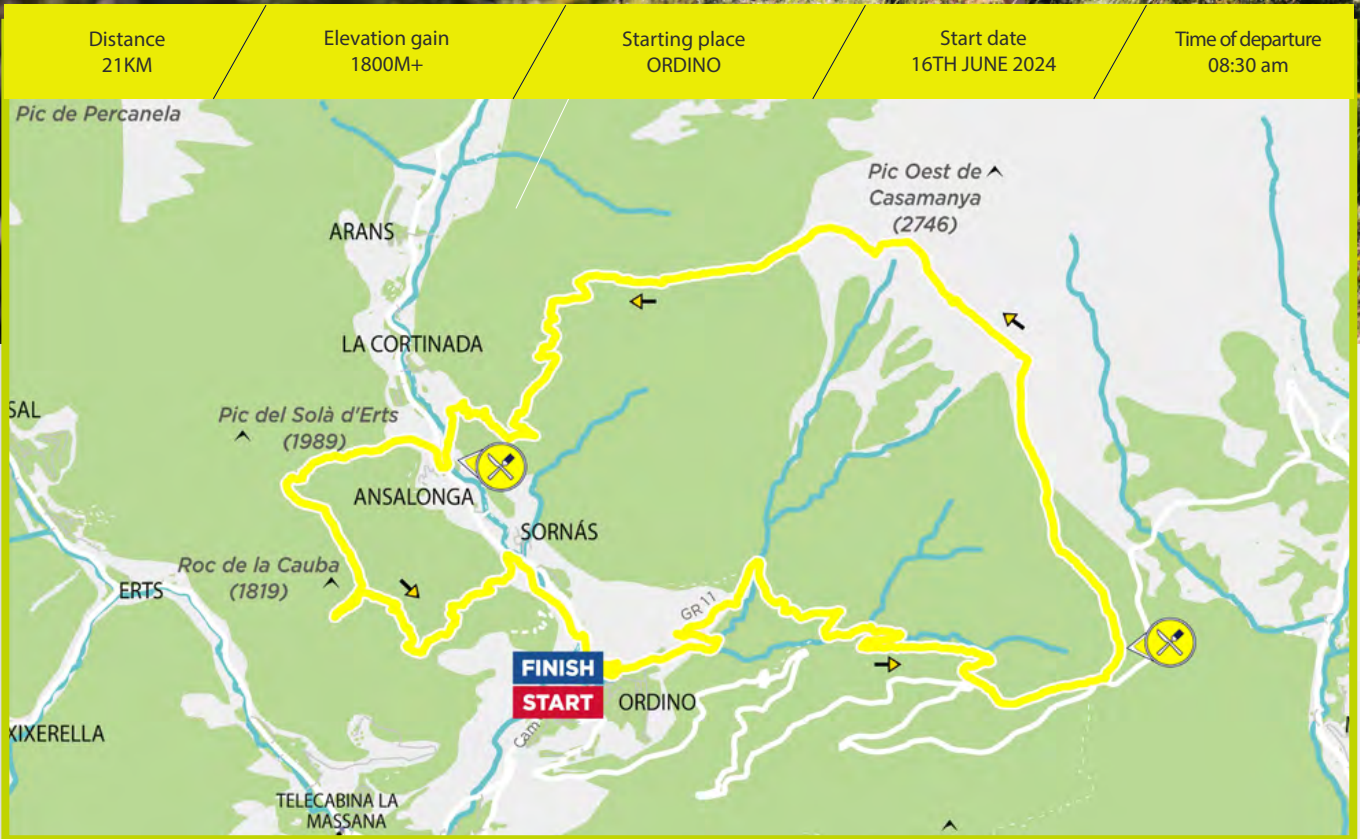 Distance
21KM
Elevation gain
1800M+
Starting place
ORDINO
Start date
16TH JUNE 2024
Time of departure
08:30 am
Pic de Percanela
Pic Oest de
Casamanya
(2746)
ARANS
LA CORTINADA
SAL
Pic del Solà d'Erts
(1989)
ANSALONGA
SORNÁS
Roc de la Cauba
(1819)
ERTS
GR 11
FINISH
START
ORDINO
Cam
XIXERELLA
TELECABINA LA
MASSANA